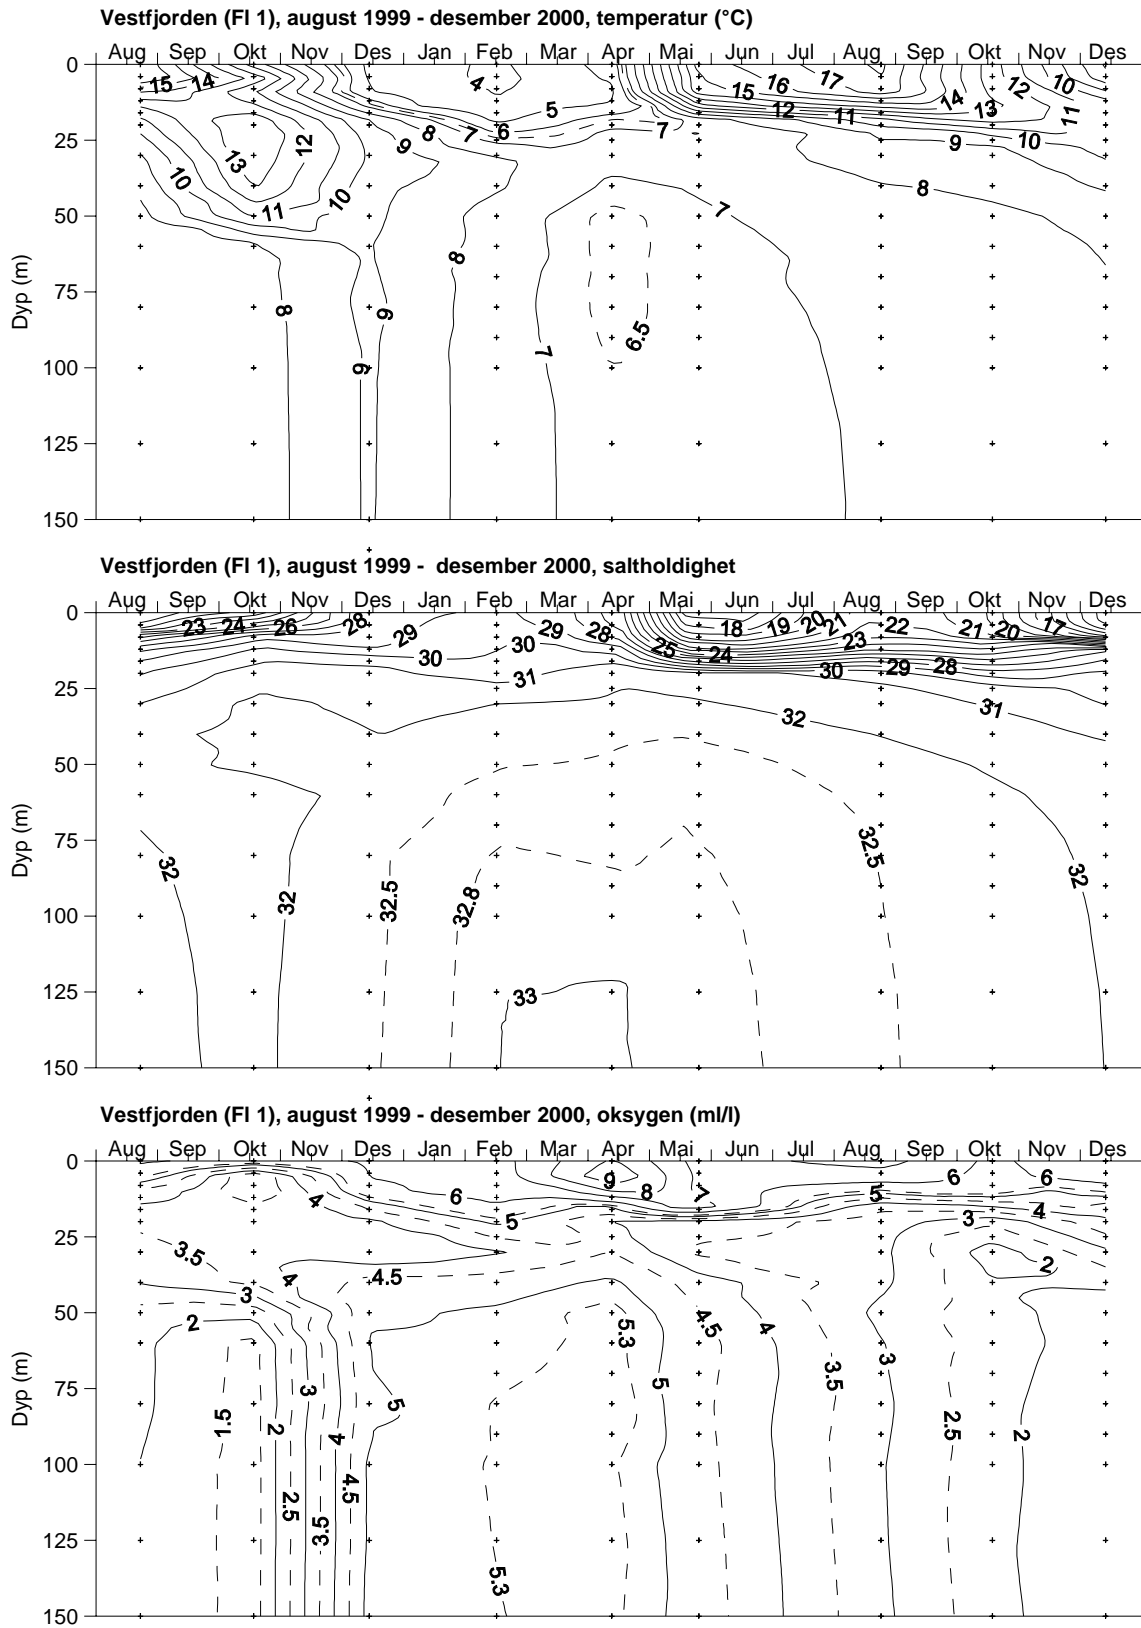 Vestfjorden (Fl 1), august 1999 - desember 2000, temperatur (°C)
Aug Sep Okt Nov Des Jan Feb Mar Apr Mai Jun Jul Aug Sep Okt Nov Des
0
15 14 4 16 17 12 10
15 14
5 12 11 13 11
25
12 9 8 7 6 7 9 10
13
10 10 8
50
11 7
8
75
Dyp (m)
8 9 6.5
7
100
9
125
150
Vestfjorden (Fl 1), august 1999 - desember 2000, saltholdighet
Aug Sep Okt Nov Des Jan Feb Mar Apr Mai Jun Jul Aug Sep Okt Nov Des
0
23 24 26 28 29 29 28 18 19 20 21 22 21 20 17
30 30 25 24 23
31 30 29 28
25
32 31
50
75
Dyp (m)
32 32.5 32
100
32 32.5 32.8
125
33
150
Vestfjorden (Fl 1), august 1999 - desember 2000, oksygen (ml/l)
Aug Sep Okt Nov Des Jan Feb Mar Apr Mai Jun Jul Aug Sep Okt Nov Des
0
9 6 6
4 6 8 7 5
5 3 4
25
3.5 2
4 4.5
3
50
2 5.3 4.5 4
3
75
Dyp (m)
3 5 5 3.5
1.5 2 4 2.5 2
100
2.5 3.5 4.5
125
5.3
150